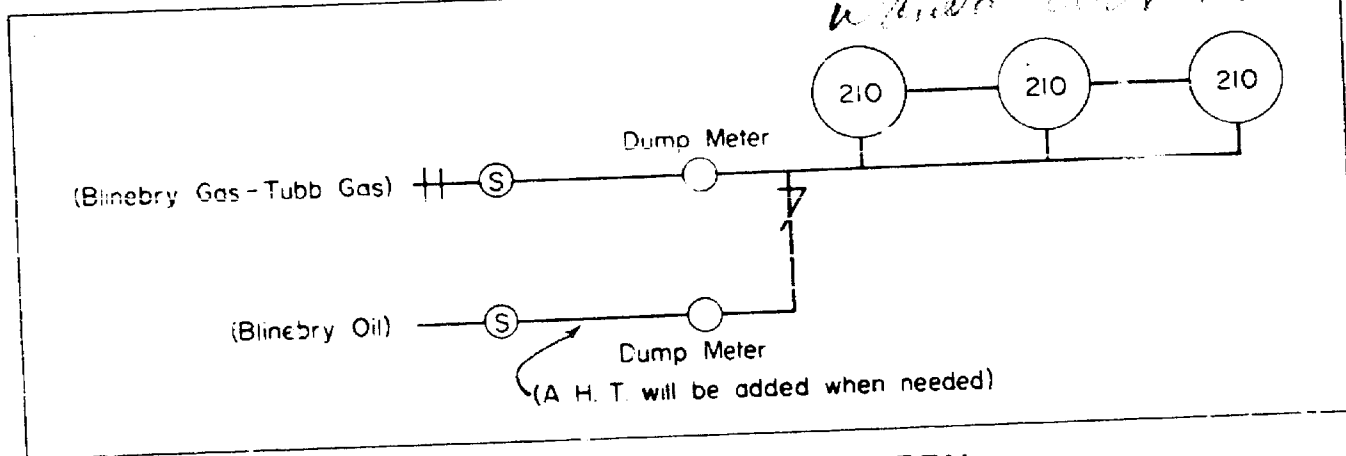 210 210 210
Dump Meter
(Blinebry Gas-Tubb Gas) S
(Blinebry Oil) S
Dump Meter
(A H. T. will be added when needed)